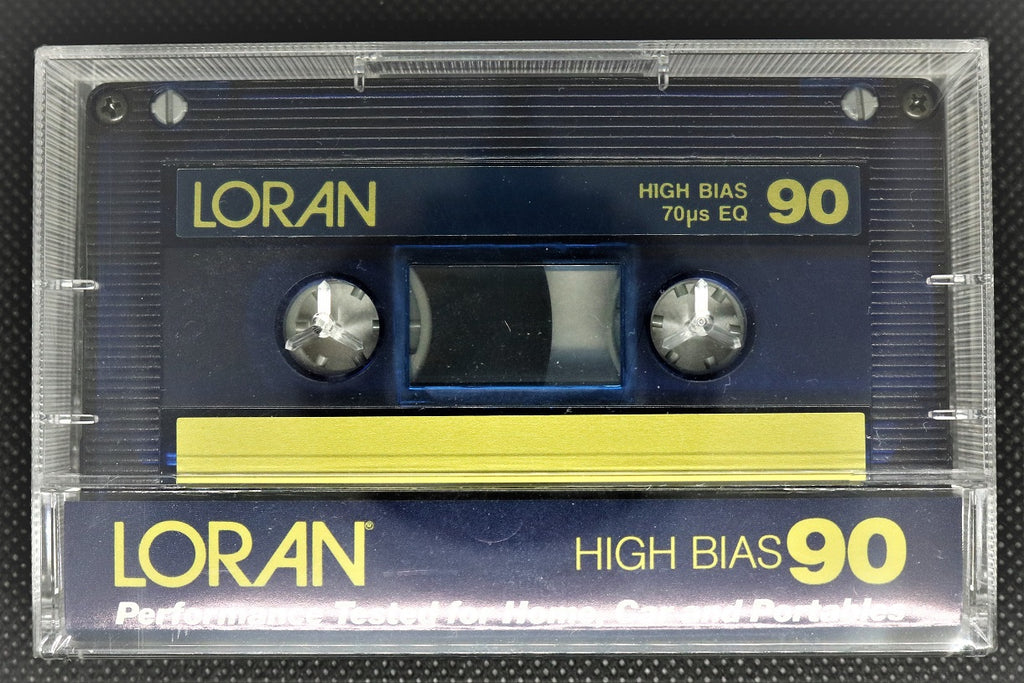 LORAN
HIGH BIAS
70µs EQ
90
LORAN®
HIGH BIAS 90
Performance Tested for Home, Car and Portables